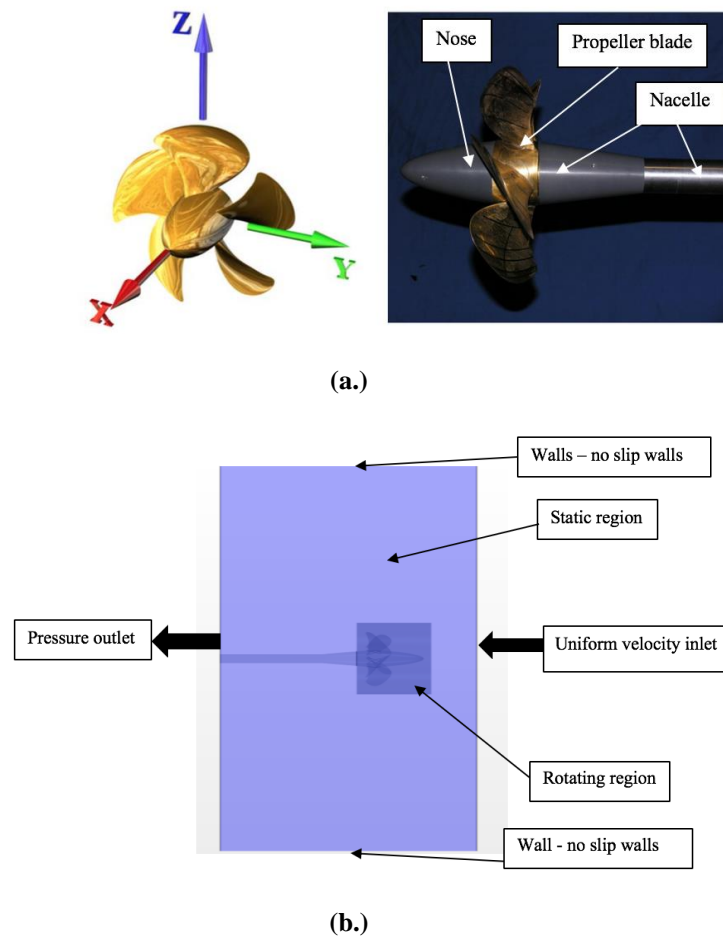 Z
Y
X
Nose
Propeller blade
Nacelle
(a.)
Walls – no slip walls
Static region
Pressure outlet
Uniform velocity inlet
Rotating region
Wall - no slip walls
(b.)